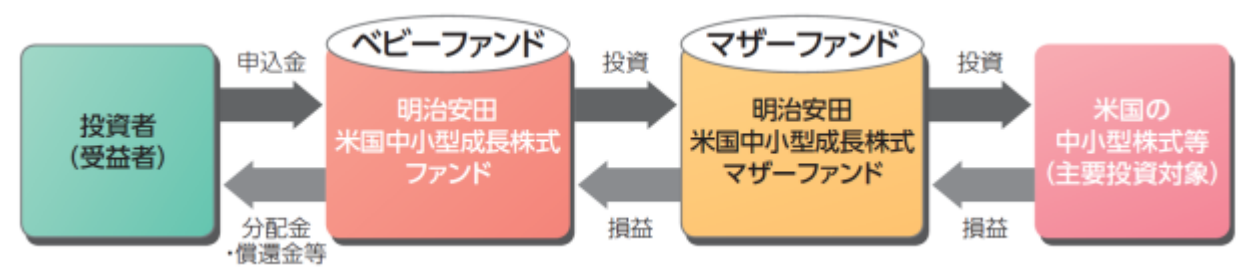 投資者
(受益者)
申込金
分配金
・償還金等
ベビーファンド
明治安田
米国中小型成長株式
ファンド
投資
損益
マザーファンド
明治安田
米国中小型成長株式
マザーファンド
投資
損益
米国の
中小型株式等
(主要投資対象)